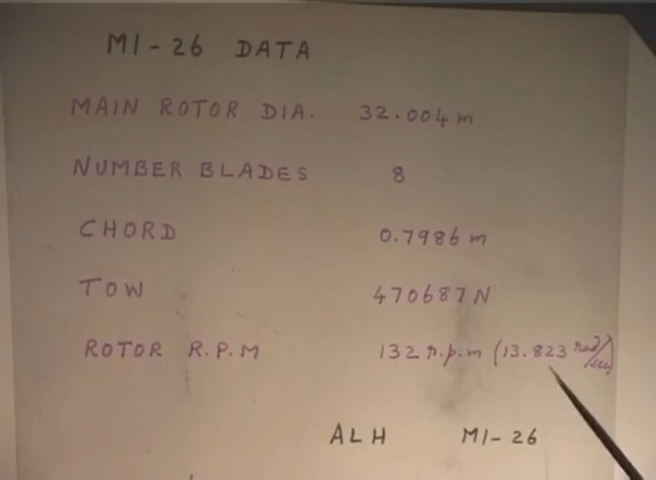 MI-26 DATA
MAIN ROTOR DIA. 32.004 m
NUMBER BLADES 8
CHORD 0.7986 m
TOW 470687 N
ROTOR R.P.M 132 r.p.m (13.823 rad/sec)
ALH MI-26